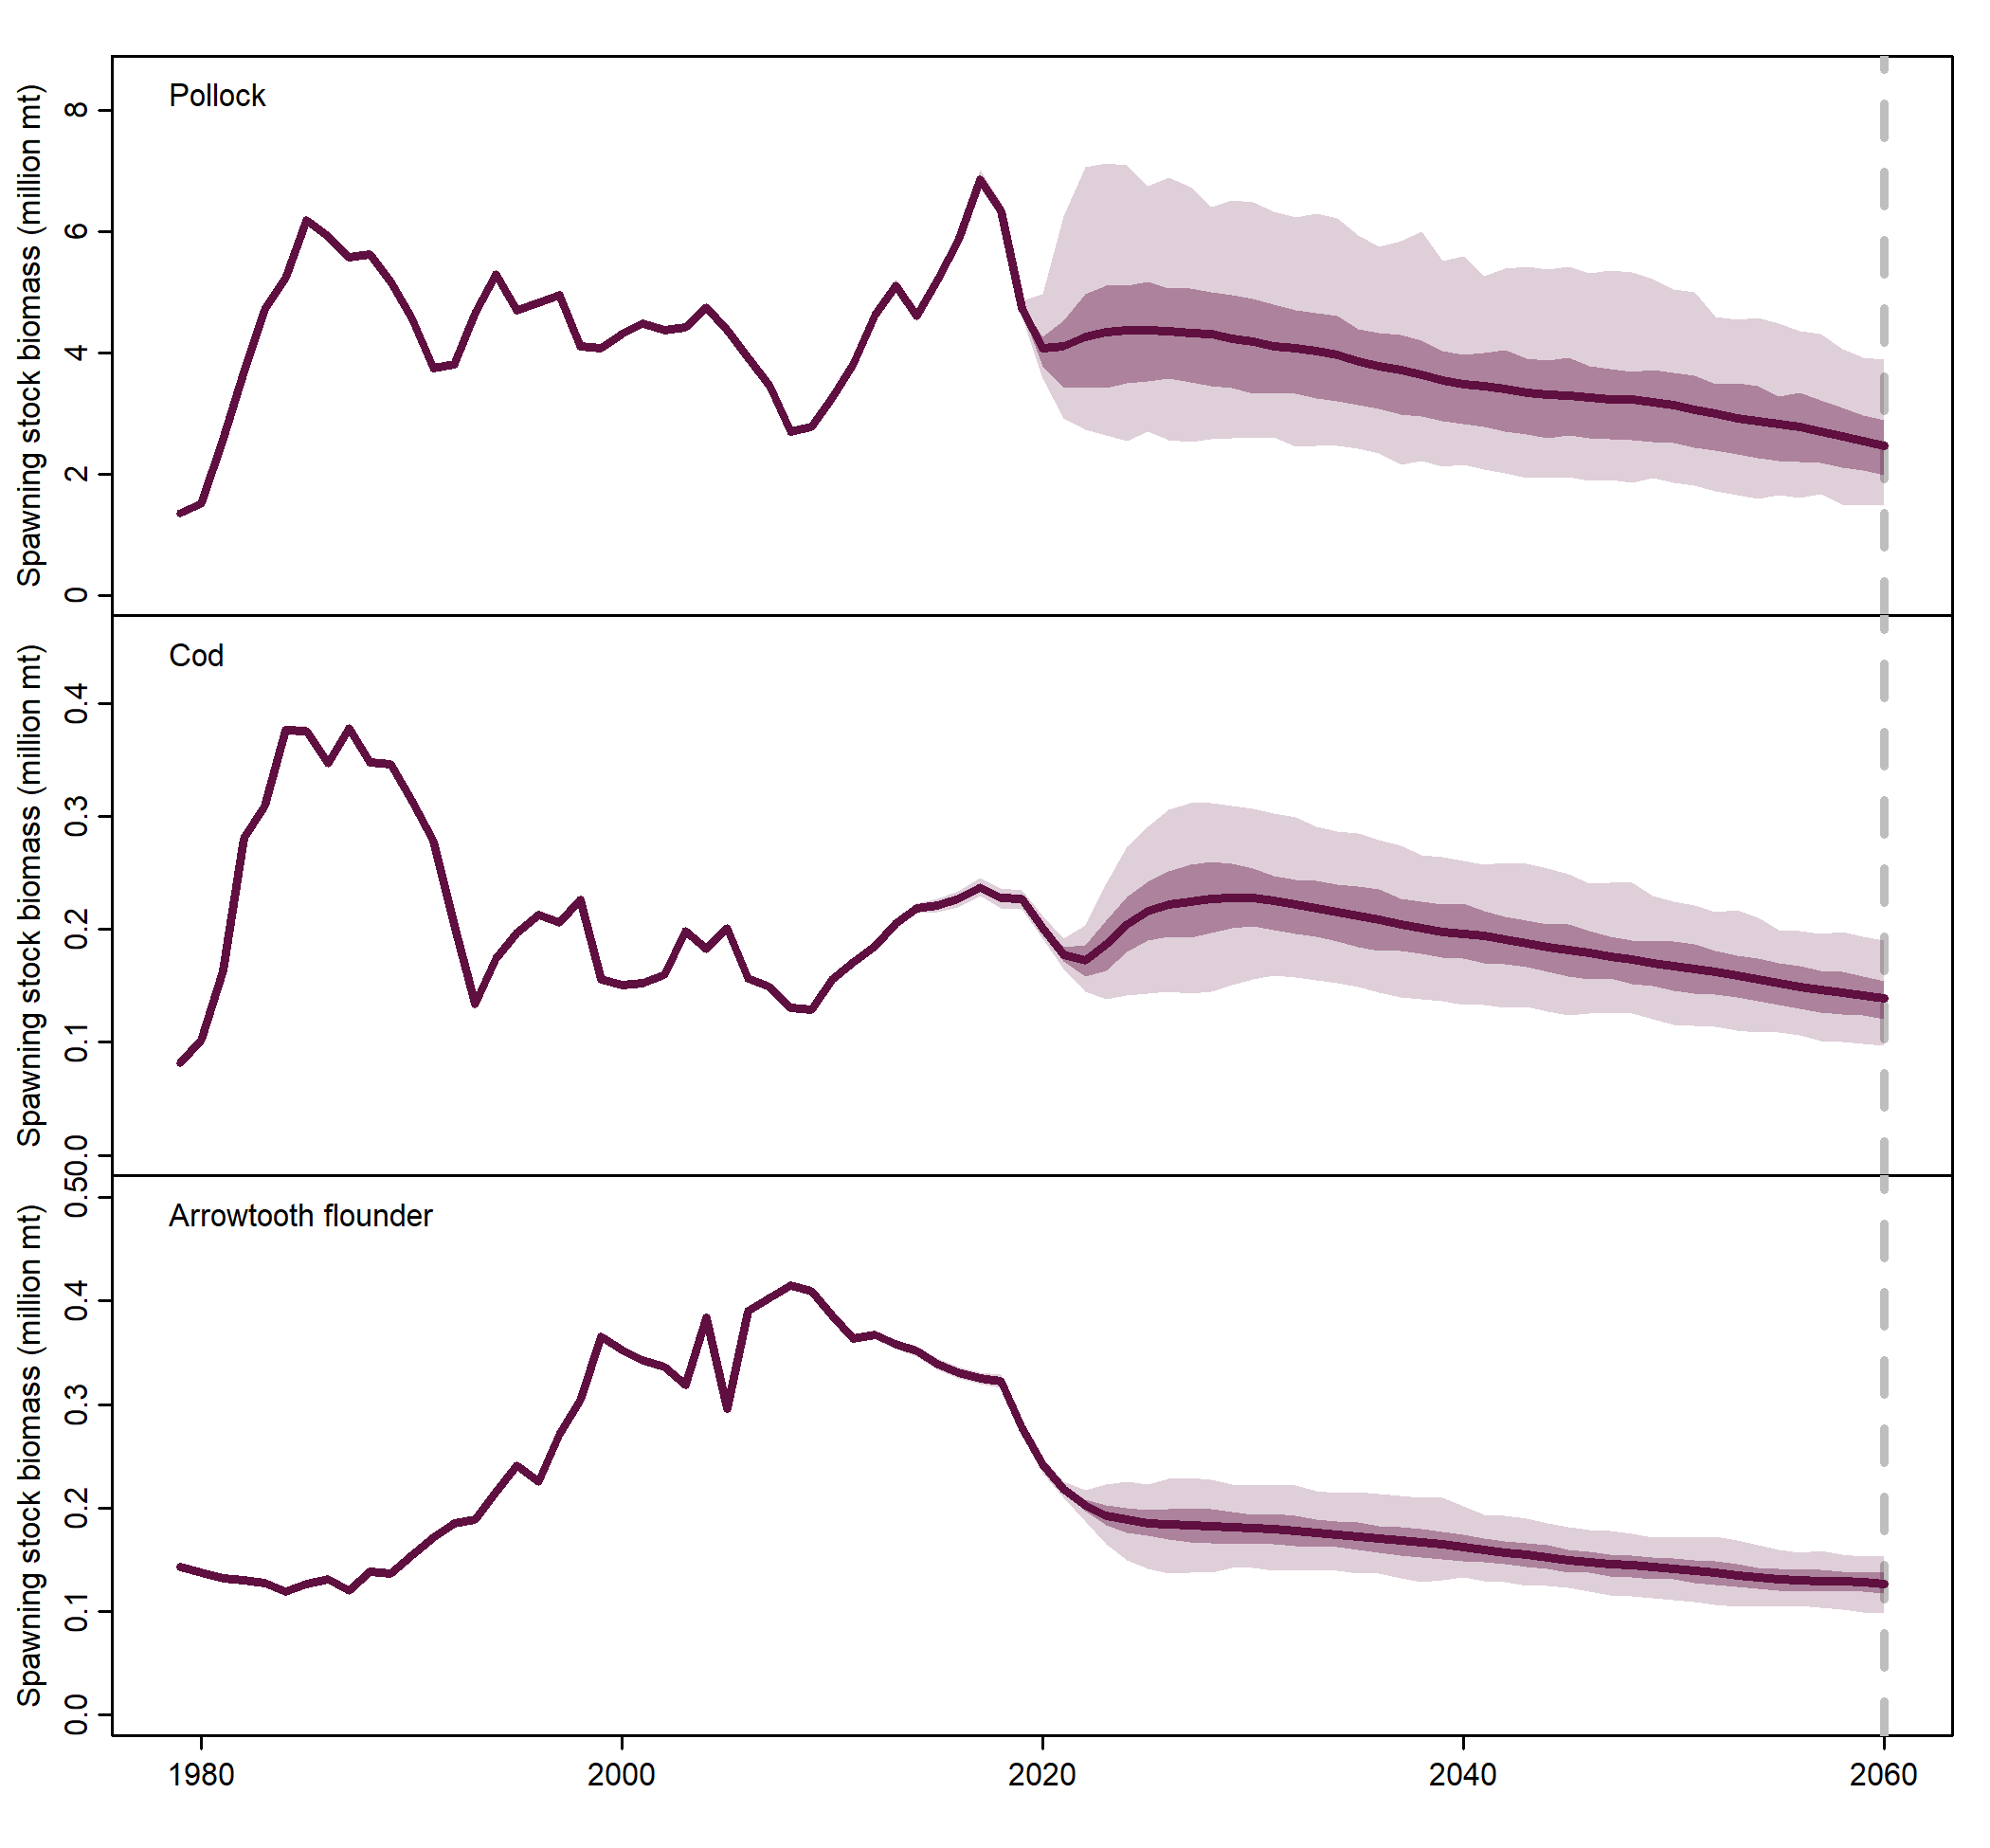 Pollock
Spawning stock biomass (million mt)
8
6
4
2
0
Cod
Spawning stock biomass (million mt)
0.4
0.3
0.2
0.1
0.0
Arrowtooth flounder
Spawning stock biomass (million mt)
0.5
0.4
0.3
0.2
0.1
0.0
1980 2000 2020 2040 2060